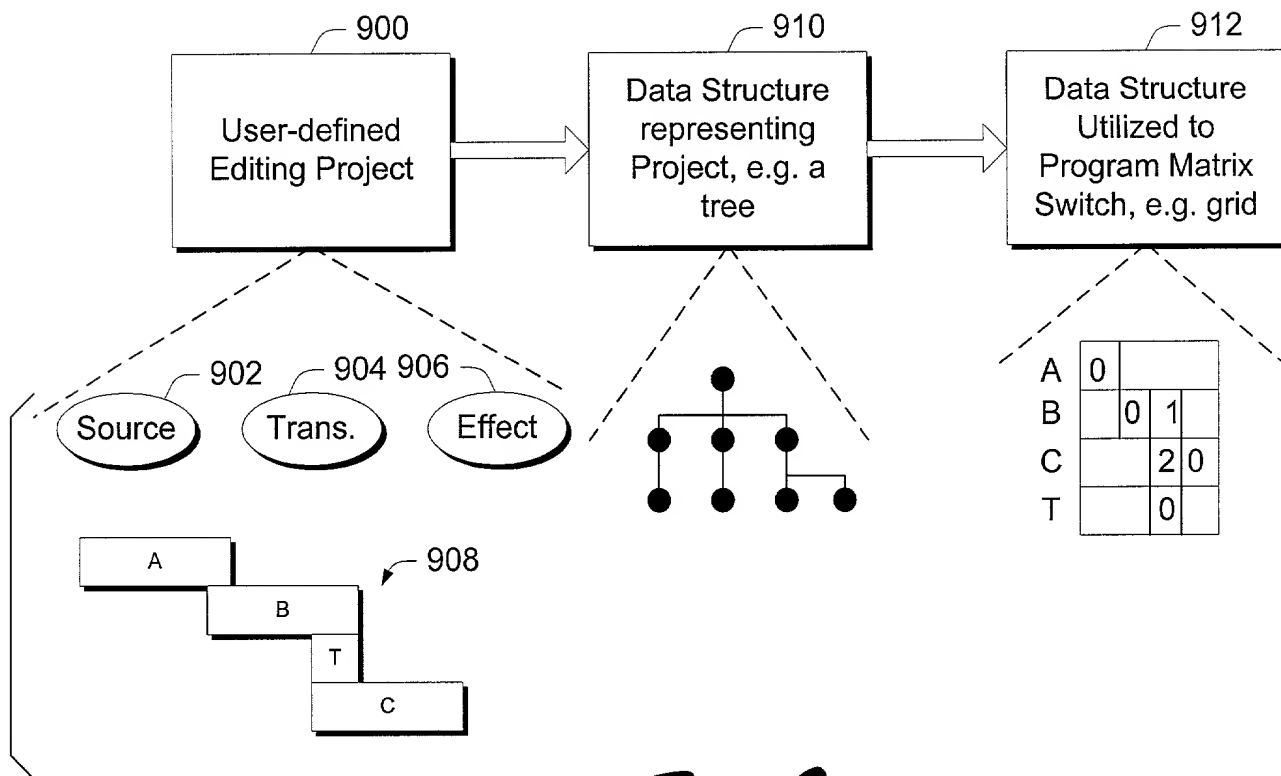 900
910
912
User-defined
Editing Project
Data Structure
representing
Project, e.g. a
tree
Data Structure
Utilized to
Program Matrix
Switch, e.g. grid
902
904
906
Source
Trans.
Effect
A
B
T
C
908
A 0
B 0 1
C 2 0
T 0